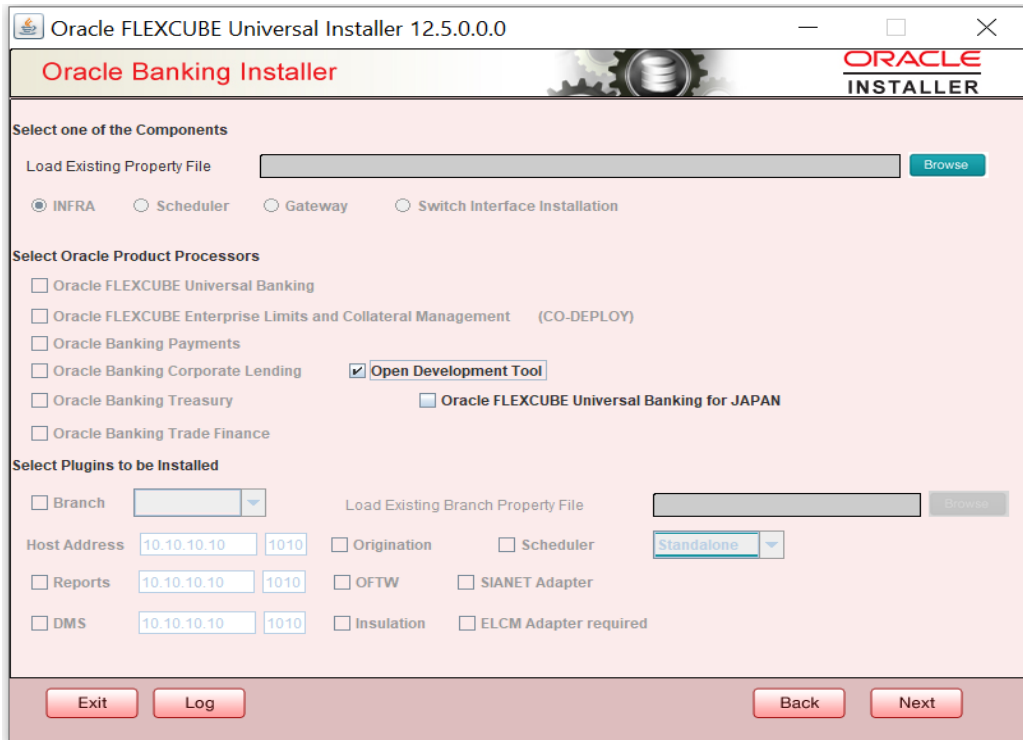 Oracle FLEXCUBE Universal Installer 12.5.0.0.0
Oracle Banking Installer
ORACLE
INSTALLER
Select one of the Components
Load Existing Property File Browse
INFRA Scheduler Gateway Switch Interface Installation
Select Oracle Product Processors
Oracle FLEXCUBE Universal Banking
Oracle FLEXCUBE Enterprise Limits and Collateral Management (CO-DEPLOY)
Oracle Banking Payments
Oracle Banking Corporate Lending Open Development Tool
Oracle Banking Treasury Oracle FLEXCUBE Universal Banking for JAPAN
Oracle Banking Trade Finance
Select Plugins to be Installed
Branch Load Existing Branch Property File Browse
Host Address 10.10.10.10 1010 Origination Scheduler Standalone
Reports 10.10.10.10 1010 OFTW SIANET Adapter
DMS 10.10.10.10 1010 Insulation ELCM Adapter required
Exit Log Back Next